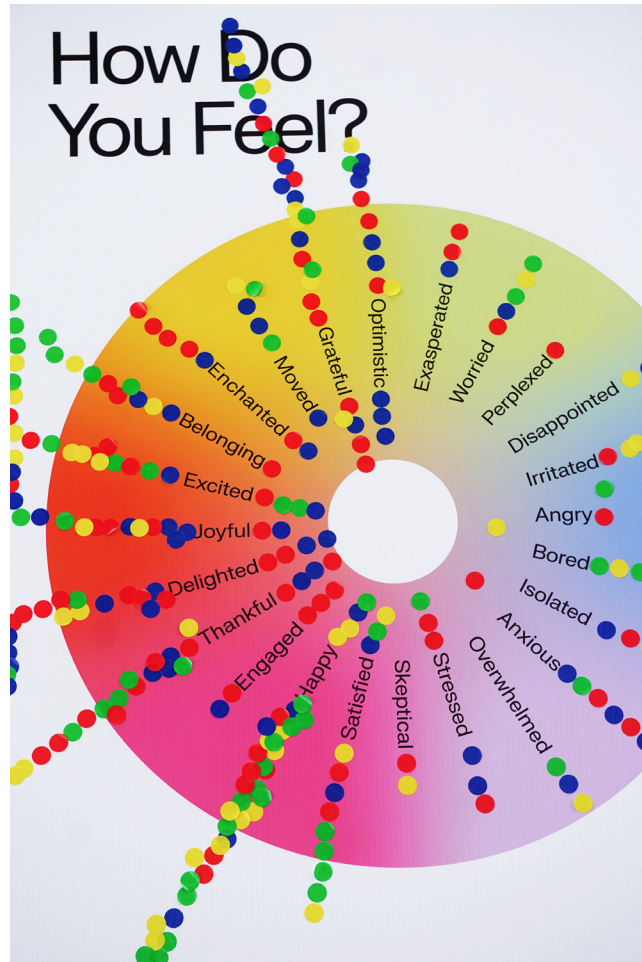 How Do
You Feel?
Optimistic
Exasperated
Worried
Perplexed
Disappointed
Irritated
Angry
Bored
Isolated
Anxious
Overwhelmed
Stressed
Skeptical
Satisfied
Happy
Engaged
Thankful
Delighted
Joyful
Excited
Belonging
Enchanted
Moved
Grateful